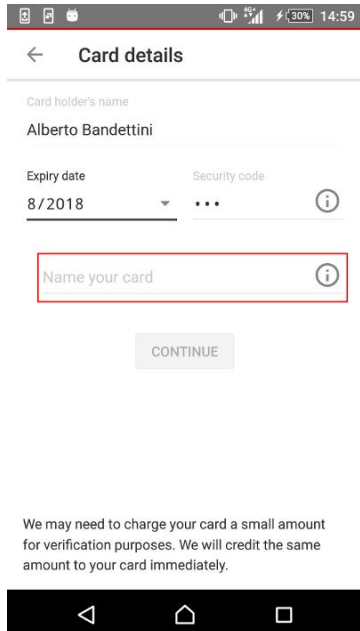 4G 30% 14:59
Card details
Card holder's name
Alberto Bandettini
Expiry date Security code
8/2018 •••
Name your card
CONTINUE
We may need to charge your card a small amount
for verification purposes. We will credit the same
amount to your card immediately.